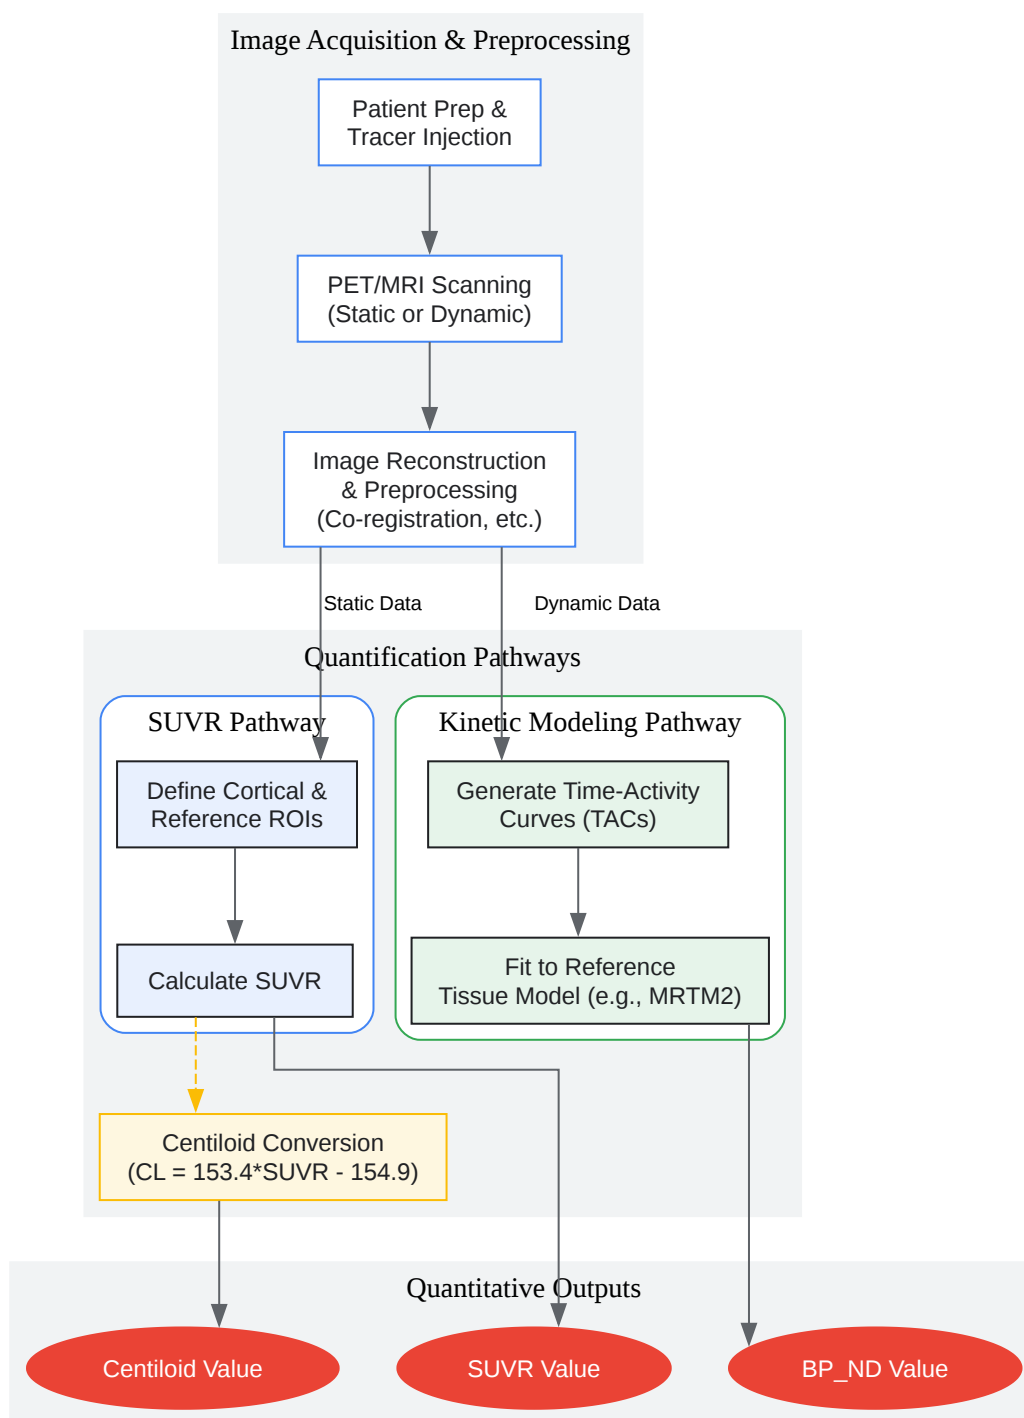 Image Acquisition & Preprocessing
Patient Prep &
Tracer Injection
PET/MRI Scanning
(Static or Dynamic)
Image Reconstruction
& Preprocessing
(Co-registration, etc.)
Static Data
Dynamic Data
Quantification Pathways
SUVR Pathway
Define Cortical &
Reference ROIs
Calculate SUVR
Kinetic Modeling Pathway
Generate Time-Activity
Curves (TACs)
Fit to Reference
Tissue Model (e.g., MRTM2)
Centiloid Conversion
(CL = 153.4*SUVR - 154.9)
Quantitative Outputs
Centiloid Value
SUVR Value
BP_ND Value